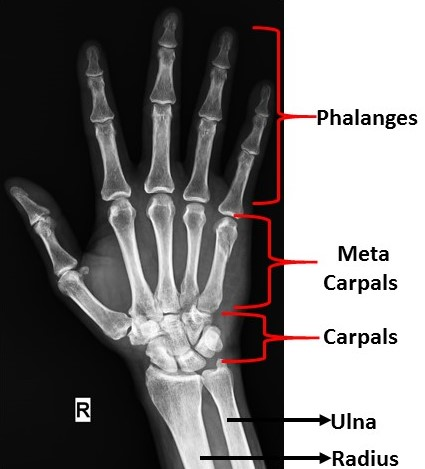 Phalanges
Meta
Carpals
Carpals
R
Ulna
Radius